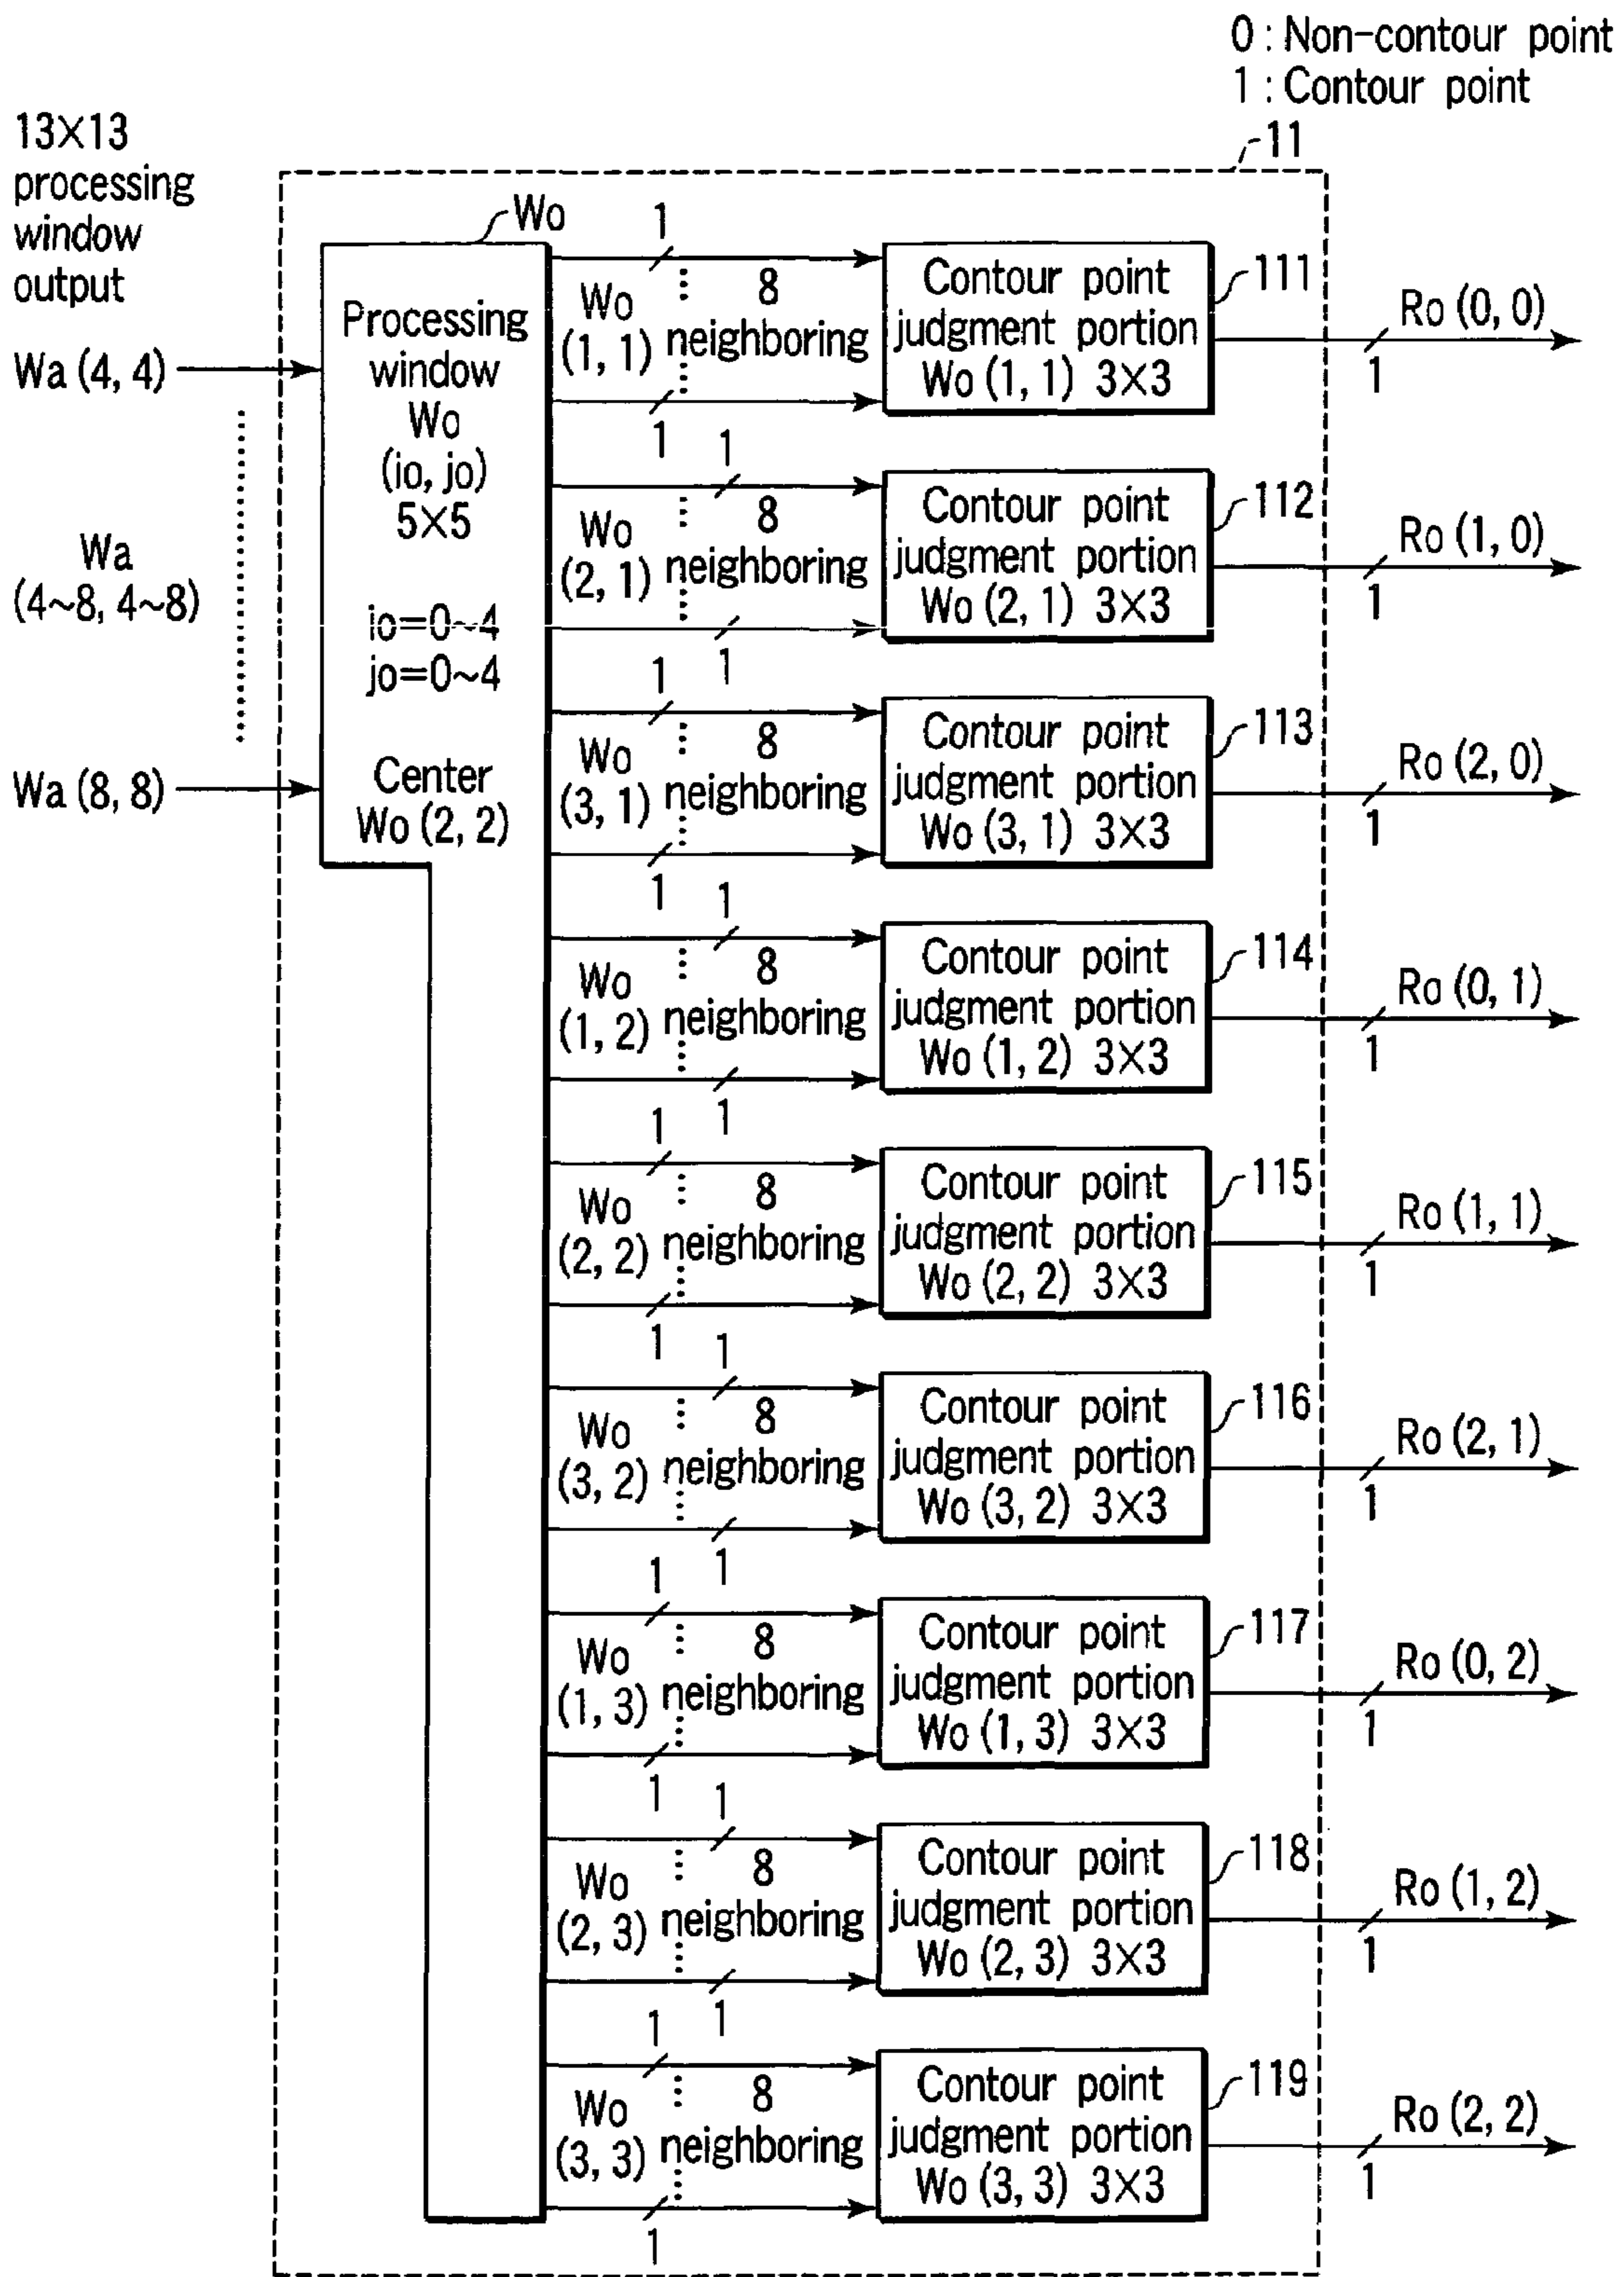 0 : Non-contour point
1 : Contour point
11
13×13
processing
window
output
Wa (4, 4)
Wa
(4~8, 4~8)
Wa (8, 8)
Wo
Processing
window
Wo
(io, jo)
5×5
io=0~4
jo=0~4
Center
Wo (2, 2)
1
Wo
(1, 1)
8
neighboring
1
Contour point
judgment portion
Wo (1, 1) 3×3
111
Ro (0, 0)
1
1
Wo
(2, 1)
8
neighboring
1
Contour point
judgment portion
Wo (2, 1) 3×3
112
Ro (1, 0)
1
1
Wo
(3, 1)
8
neighboring
1
Contour point
judgment portion
Wo (3, 1) 3×3
113
Ro (2, 0)
1
1
Wo
(1, 2)
8
neighboring
1
Contour point
judgment portion
Wo (1, 2) 3×3
114
Ro (0, 1)
1
1
Wo
(2, 2)
8
neighboring
1
Contour point
judgment portion
Wo (2, 2) 3×3
115
Ro (1, 1)
1
1
Wo
(3, 2)
8
neighboring
1
Contour point
judgment portion
Wo (3, 2) 3×3
116
Ro (2, 1)
1
1
Wo
(1, 3)
8
neighboring
1
Contour point
judgment portion
Wo (1, 3) 3×3
117
Ro (0, 2)
1
1
Wo
(2, 3)
8
neighboring
1
Contour point
judgment portion
Wo (2, 3) 3×3
118
Ro (1, 2)
1
1
Wo
(3, 3)
8
neighboring
1
Contour point
judgment portion
Wo (3, 3) 3×3
119
Ro (2, 2)
1